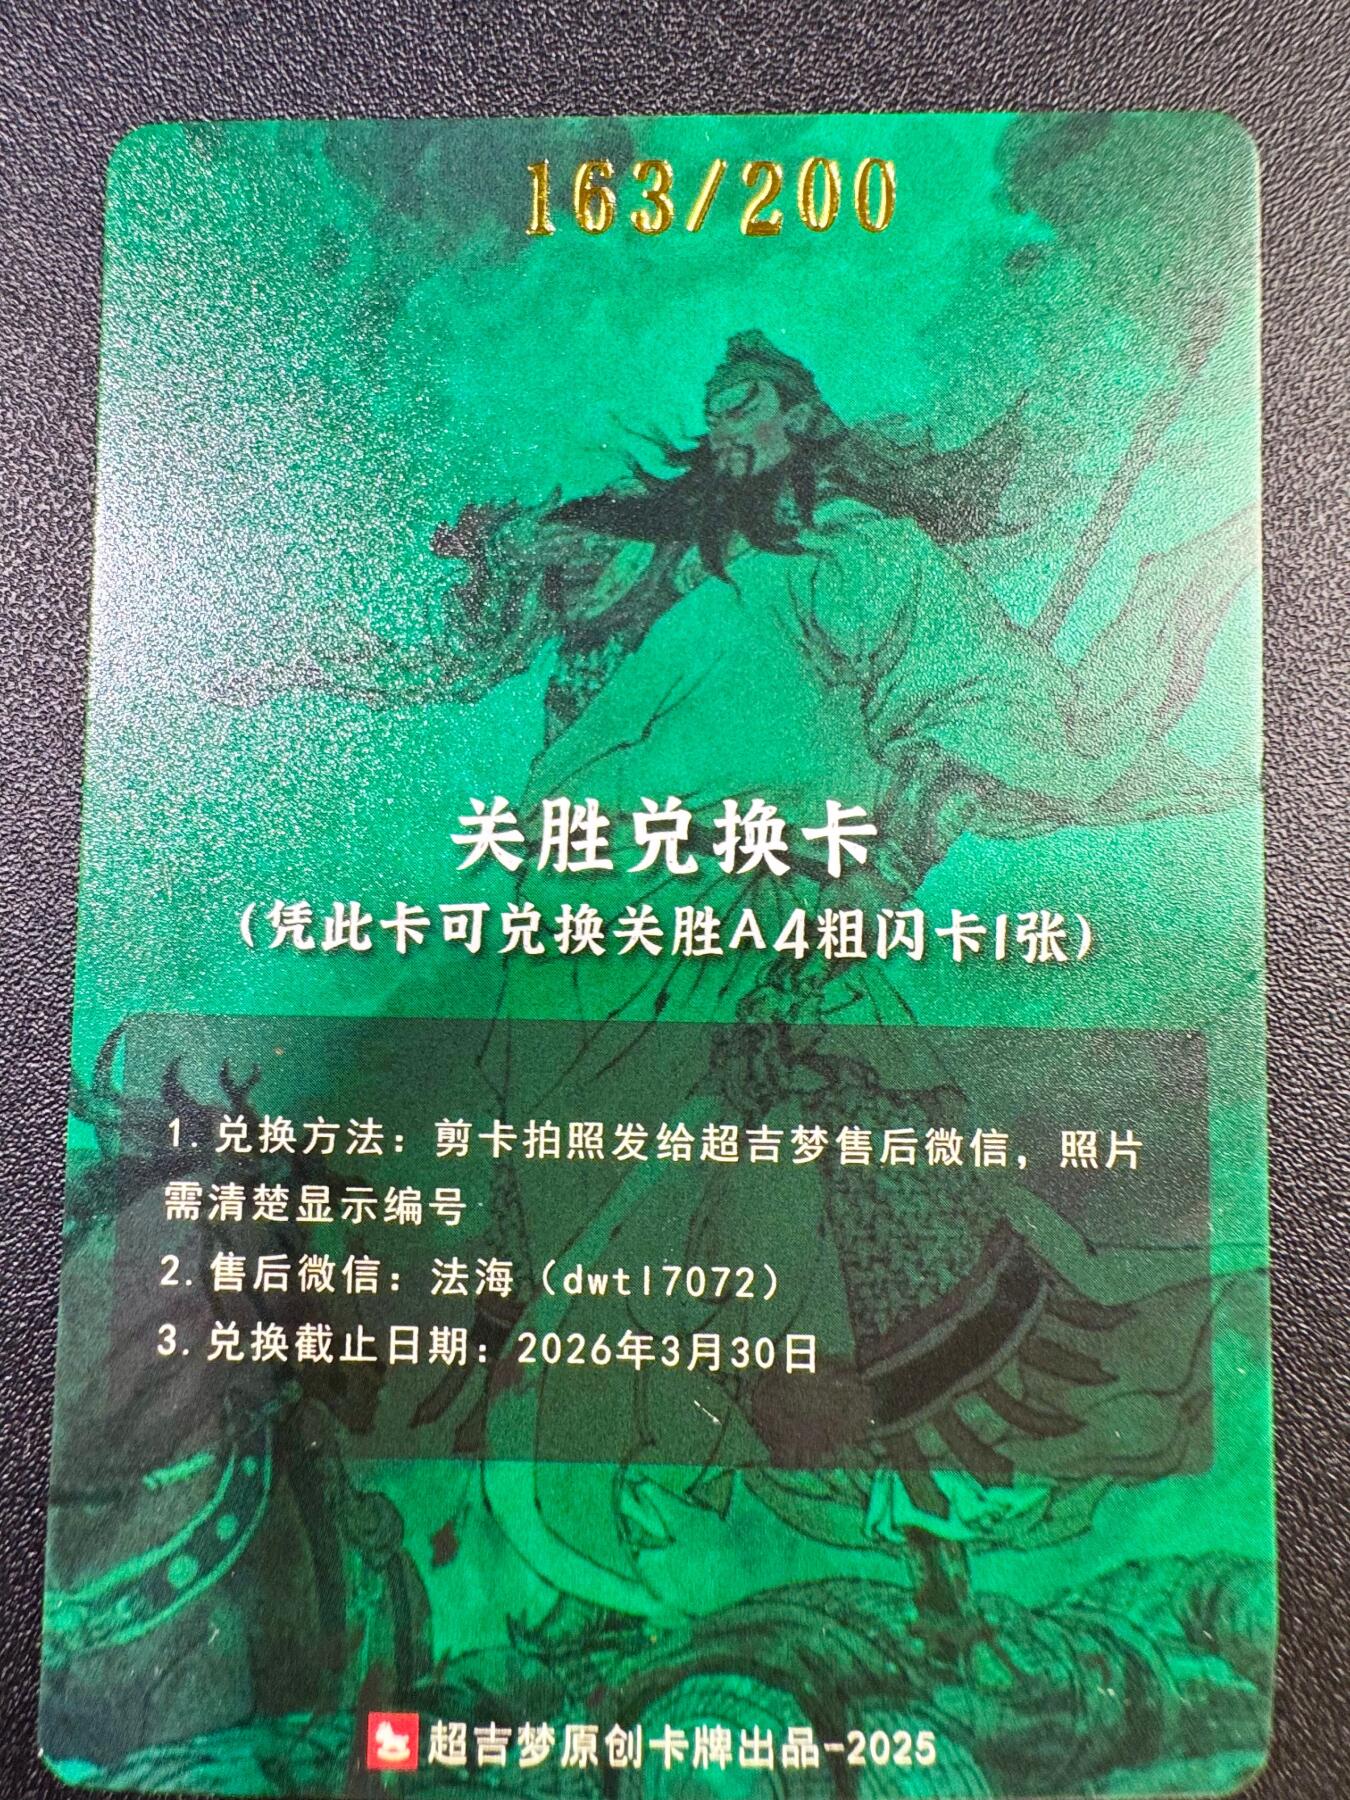 163/200
关胜兑换卡
(凭此卡可兑换关胜A4粗闪卡1张)
1.兑换方法：剪卡拍照发给超吉梦售后微信，照片
需清楚显示编号
2.售后微信：法海（dwt17072）
3.兑换截止日期：2026年3月30日
超吉梦原创卡牌出品-2025